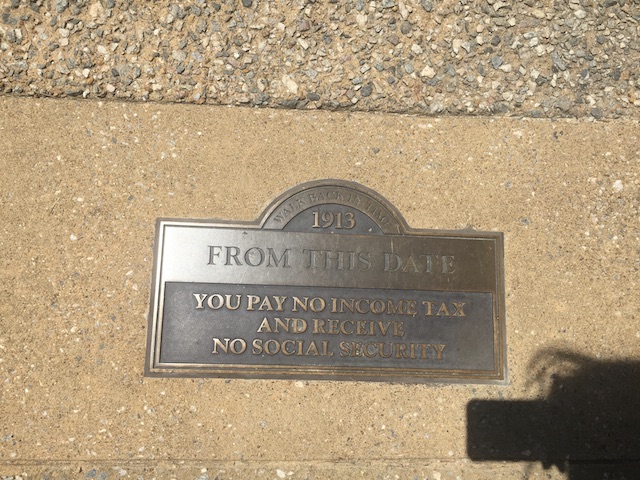 WALK BACK IN TIME
1913
FROM THIS DATE
YOU PAY NO INCOME TAX
AND RECEIVE
NO SOCIAL SECURITY